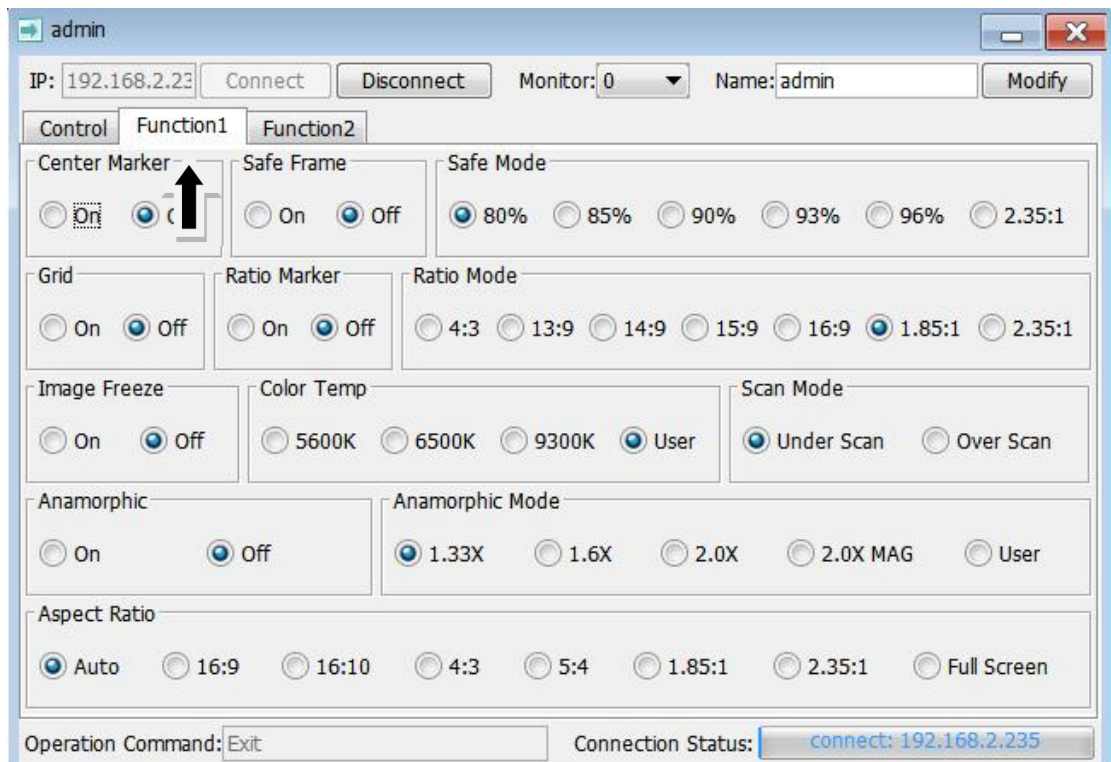 admin
IP: 192.168.2.23 Connect Disconnect Monitor: 0 Name: admin Modify
Control Function1 Function2
Center Marker Safe Frame Safe Mode
On On Off 80% 85% 90% 93% 96% 2.35:1
Grid Ratio Marker Ratio Mode
On Off On Off 4:3 13:9 14:9 15:9 16:9 1.85:1 2.35:1
Image Freeze Color Temp Scan Mode
On Off 5600K 6500K 9300K User Under Scan Over Scan
Anamorphic Anamorphic Mode
On Off 1.33X 1.6X 2.0X 2.0X MAG User
Aspect Ratio
Auto 16:9 16:10 4:3 5:4 1.85:1 2.35:1 Full Screen
Operation Command: Exit Connection Status: connect: 192.168.2.235